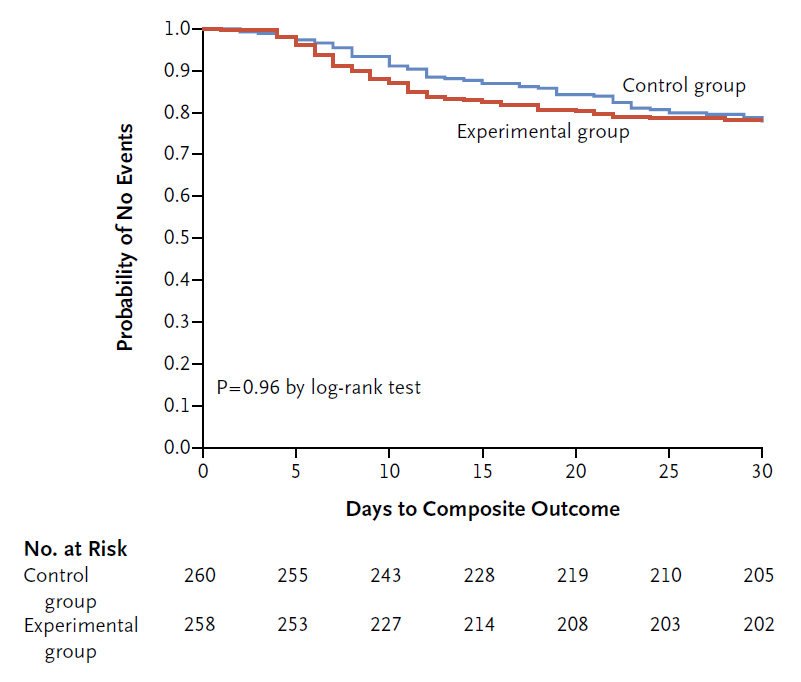 1.0
0.9
0.8
0.7
0.6
0.5
0.4
0.3
0.2
0.1
0.0
Probability of No Events
Control group
Experimental group
P=0.96 by log-rank test
0 5 10 15 20 25 30
Days to Composite Outcome
No. at Risk
Control 260 255 243 228 219 210 205
group
Experimental 258 253 227 214 208 203 202
group